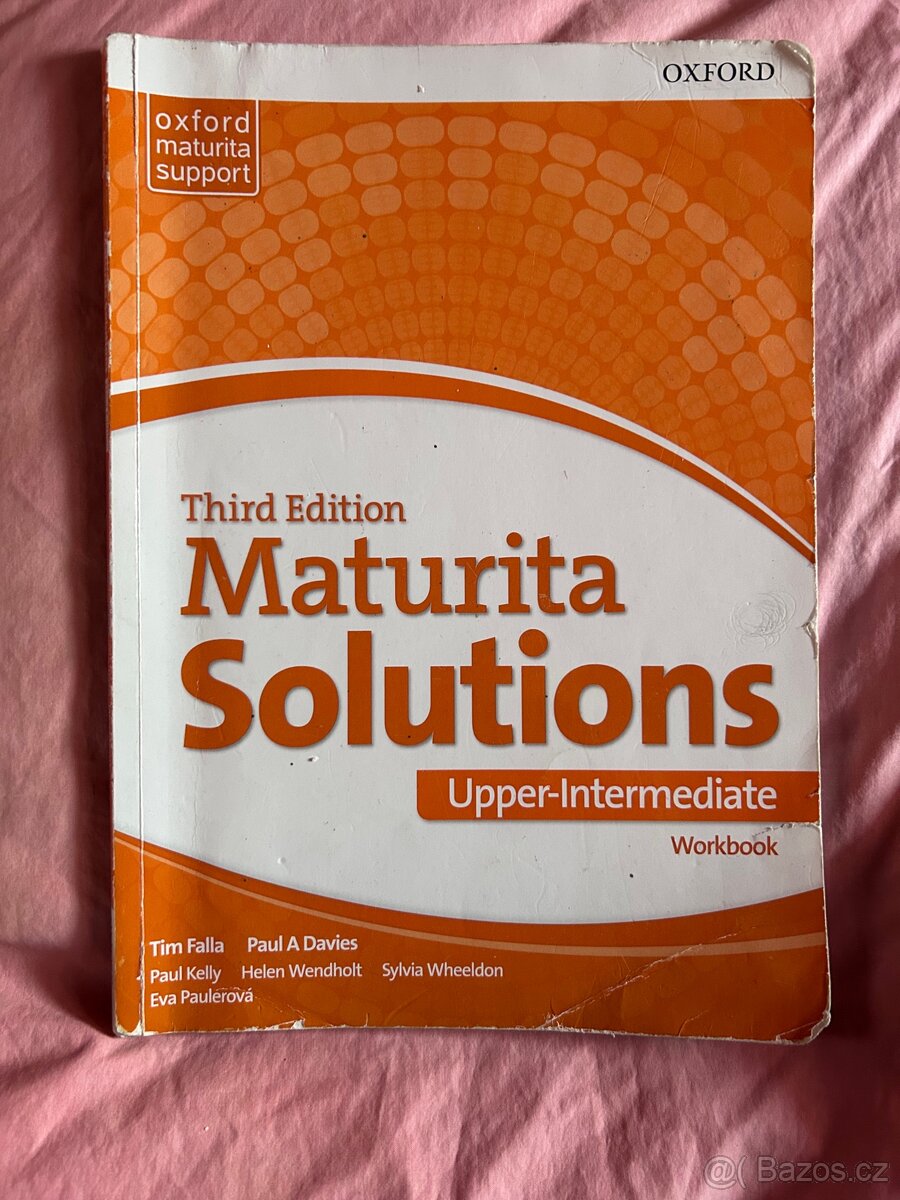 OXFORD
oxford
maturita
support
Third Edition
Maturita
Solutions
Upper-Intermediate
Workbook
Tim Falla Paul A Davies
Paul Kelly Helen Wendholt Sylvia Wheeldon
Eva Paulerová
@( Bazos.cz